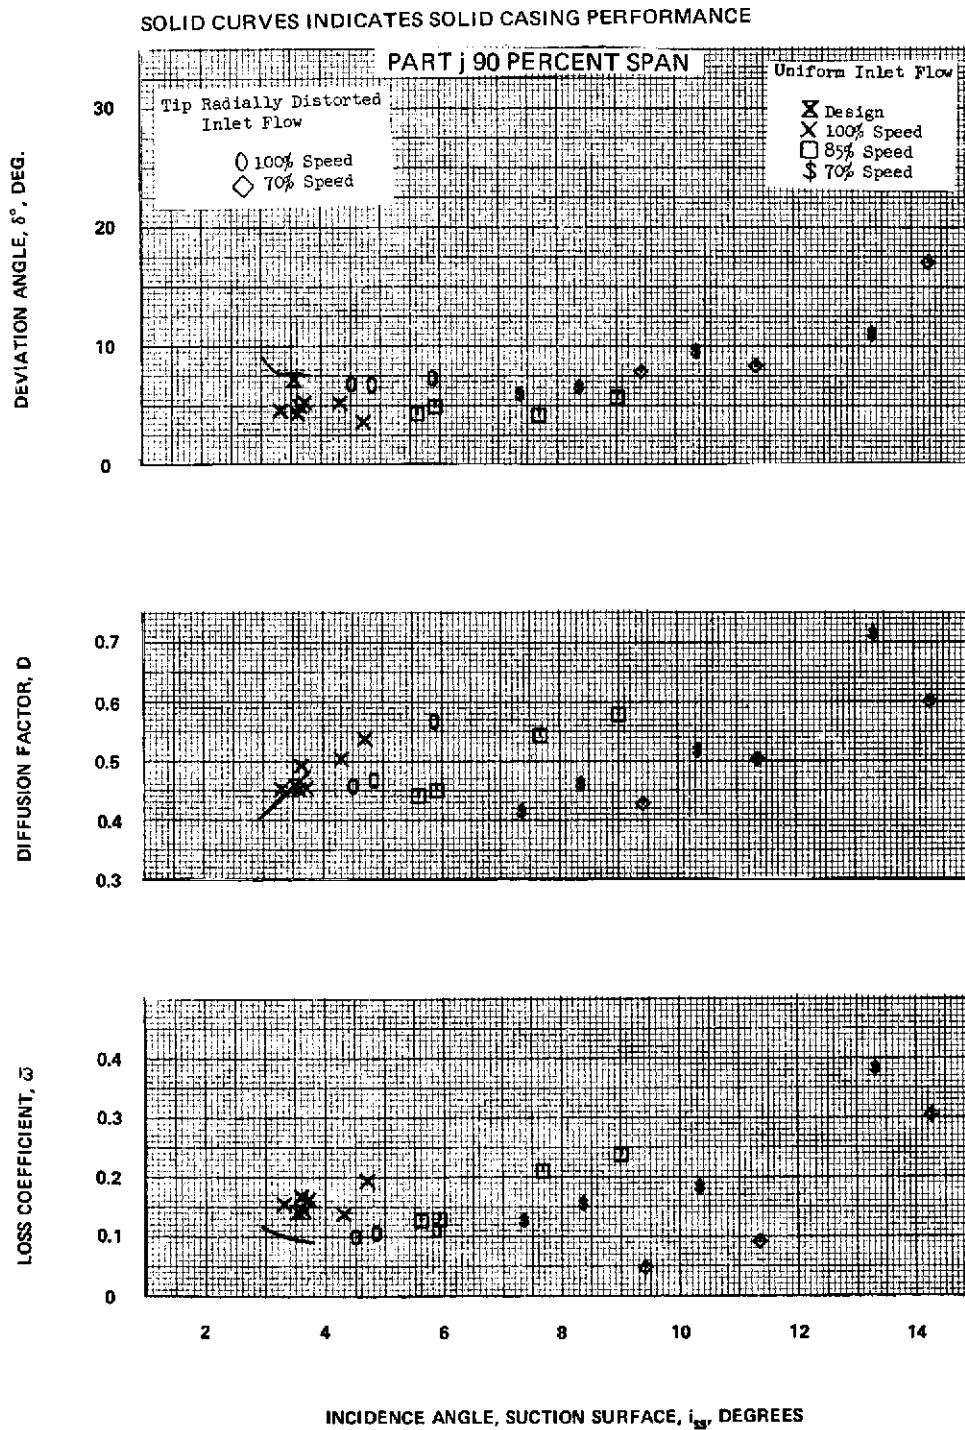 SOLID CURVES INDICATES SOLID CASING PERFORMANCE
PART j 90 PERCENT SPAN
Tip Radially Distorted
Inlet Flow
100% Speed
70% Speed
Uniform Inlet Flow
Design
100% Speed
85% Speed
70% Speed
DEVIATION ANGLE, δ°, DEG.
30
20
10
0
DIFFUSION FACTOR, D
0.7
0.6
0.5
0.4
0.3
LOSS COEFFICIENT, ω̄
0.4
0.3
0.2
0.1
0
2 4 6 8 10 12 14
INCIDENCE ANGLE, SUCTION SURFACE, iss, DEGREES